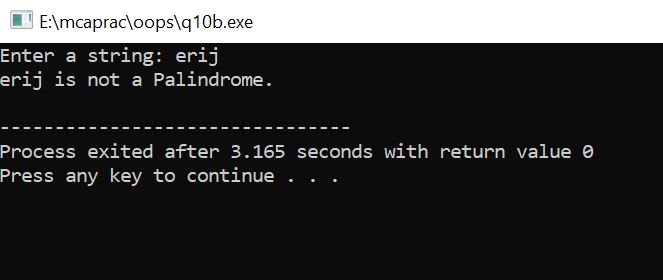 E:\mcaprac\oops\q10b.exe
Enter a string: erij
erij is not a Palindrome.
--------------------------------
Process exited after 3.165 seconds with return value 0
Press any key to continue . . .